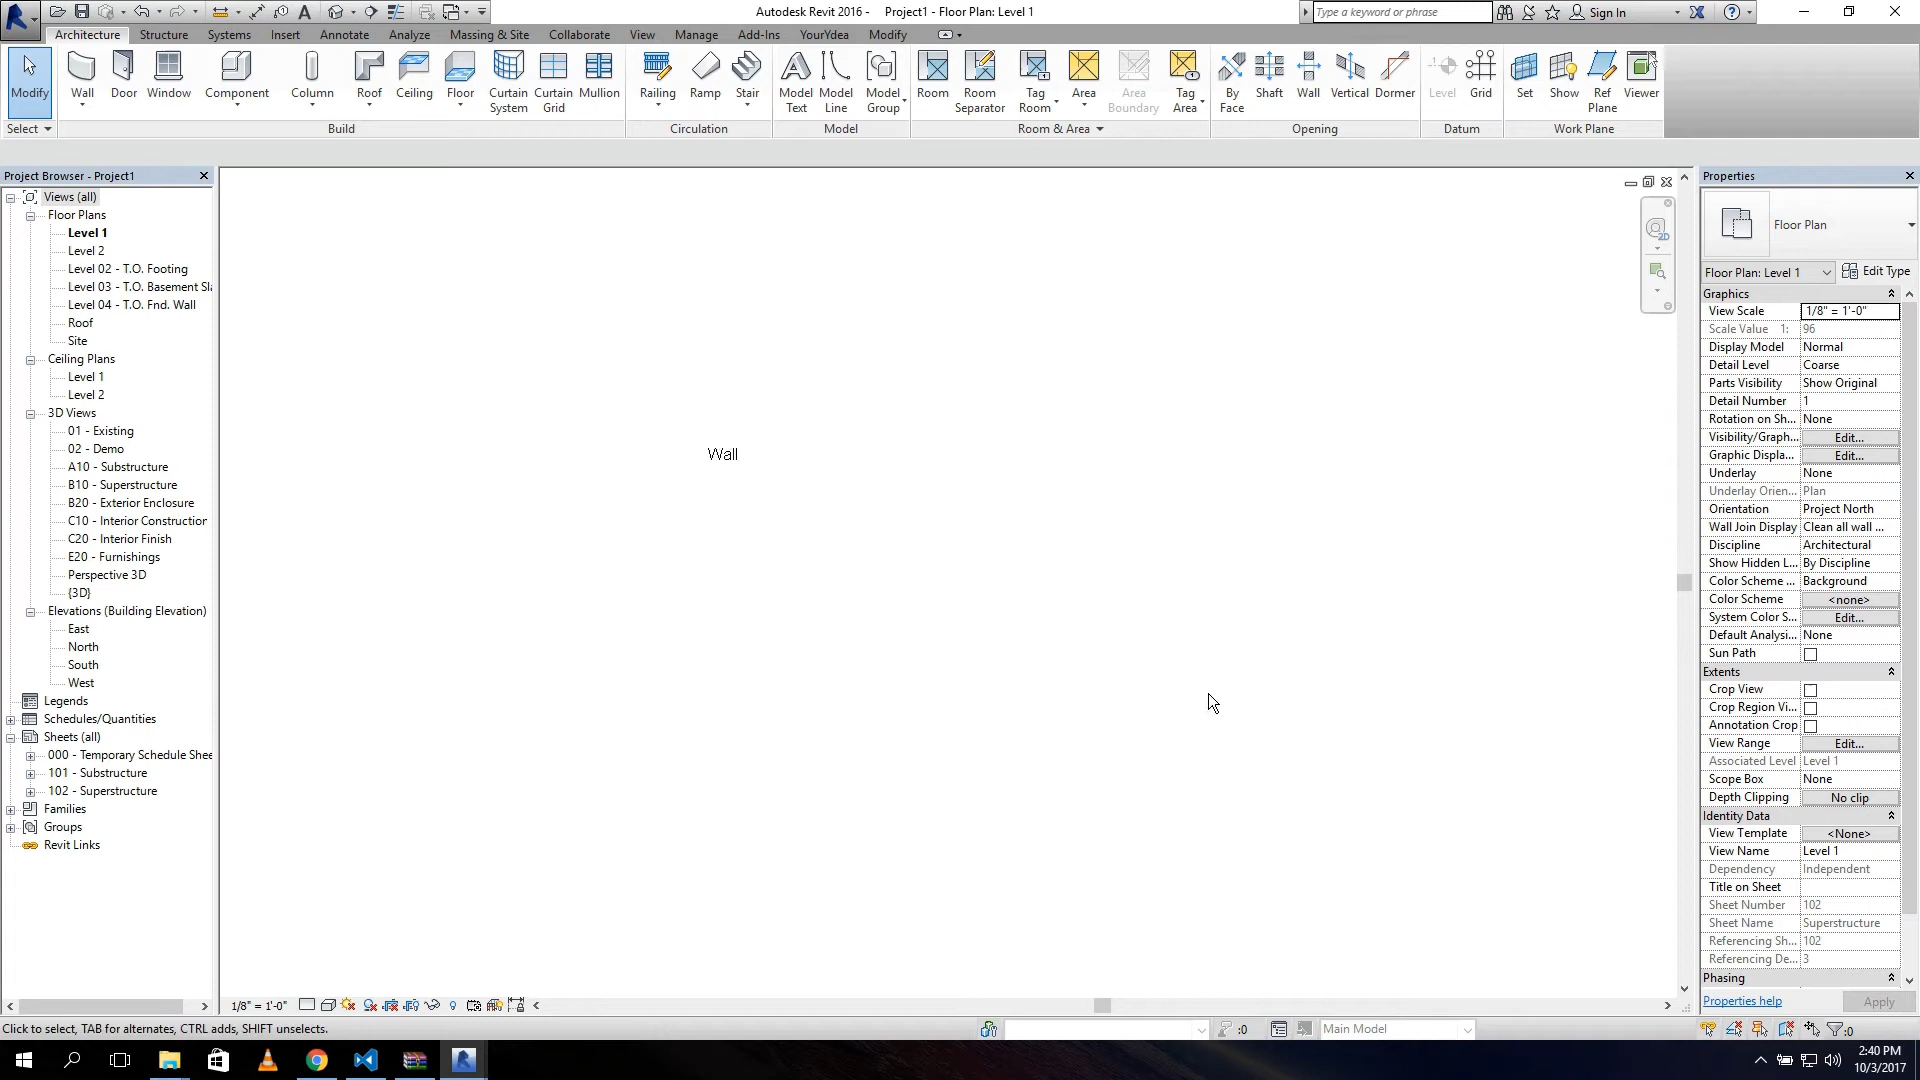 Autodesk Revit 2016 -     Project1 - Floor Plan: Level 1
Type a keyword or phrase
Sign In
Architecture Structure Systems Insert Annotate Analyze Massing & Site Collaborate View Manage Add-Ins YourYdea Modify
Modify Wall Door Window Component Column Roof Ceiling Floor Curtain System Curtain Grid Mullion Railing Ramp Stair Model Text Model Line Model Group Room Room Separator Tag Room Area Area Boundary Tag Area By Face Shaft Wall Vertical Dormer Level Grid Set Show Ref Plane Viewer
Select Build Circulation Model Room & Area Opening Datum Work Plane
Project Browser - Project1
Views (all)
Floor Plans
Level 1
Level 2
Level 02 - T.O. Footing
Level 03 - T.O. Basement Sl
Level 04 - T.O. Fnd. Wall
Roof
Site
Ceiling Plans
Level 1
Level 2
3D Views
01 - Existing
02 - Demo
A10 - Substructure
B10 - Superstructure
B20 - Exterior Enclosure
C10 - Interior Construction
C20 - Interior Finish
E20 - Furnishings
Perspective 3D
{3D}
Elevations (Building Elevation)
East
North
South
West
Legends
Schedules/Quantities
Sheets (all)
000 - Temporary Schedule Shee
101 - Substructure
102 - Superstructure
Families
Groups
Revit Links
Wall
2D
Properties
Floor Plan
Floor Plan: Level 1 Edit Type
Graphics
View Scale 1/8" = 1'-0"
Scale Value 1: 96
Display Model Normal
Detail Level Coarse
Parts Visibility Show Original
Detail Number 1
Rotation on Sh... None
Visibility/Graph... Edit...
Graphic Displa... Edit...
Underlay None
Underlay Orien... Plan
Orientation Project North
Wall Join Display Clean all wall ...
Discipline Architectural
Show Hidden L... By Discipline
Color Scheme ... Background
Color Scheme <none>
System Color S... Edit...
Default Analysi... None
Sun Path
Extents
Crop View
Crop Region Vi...
Annotation Crop
View Range Edit...
Associated Level Level 1
Scope Box None
Depth Clipping No clip
Identity Data
View Template <None>
View Name Level 1
Dependency Independent
Title on Sheet
Sheet Number 102
Sheet Name Superstructure
Referencing Sh... 102
Referencing De... 3
Phasing
Properties help Apply
1/8" = 1'-0"
Click to select, TAB for alternates, CTRL adds, SHIFT unselects.
:0
Main Model
:0
2:40 PM
10/3/2017